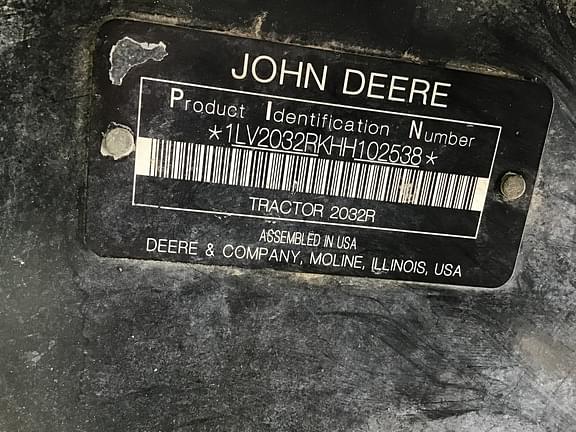 JOHN DEERE
Product Identification Number
*1LV2032RKHH102538*
TRACTOR 2032R
ASSEMBLED IN USA
DEERE & COMPANY, MOLINE, ILLINOIS, USA